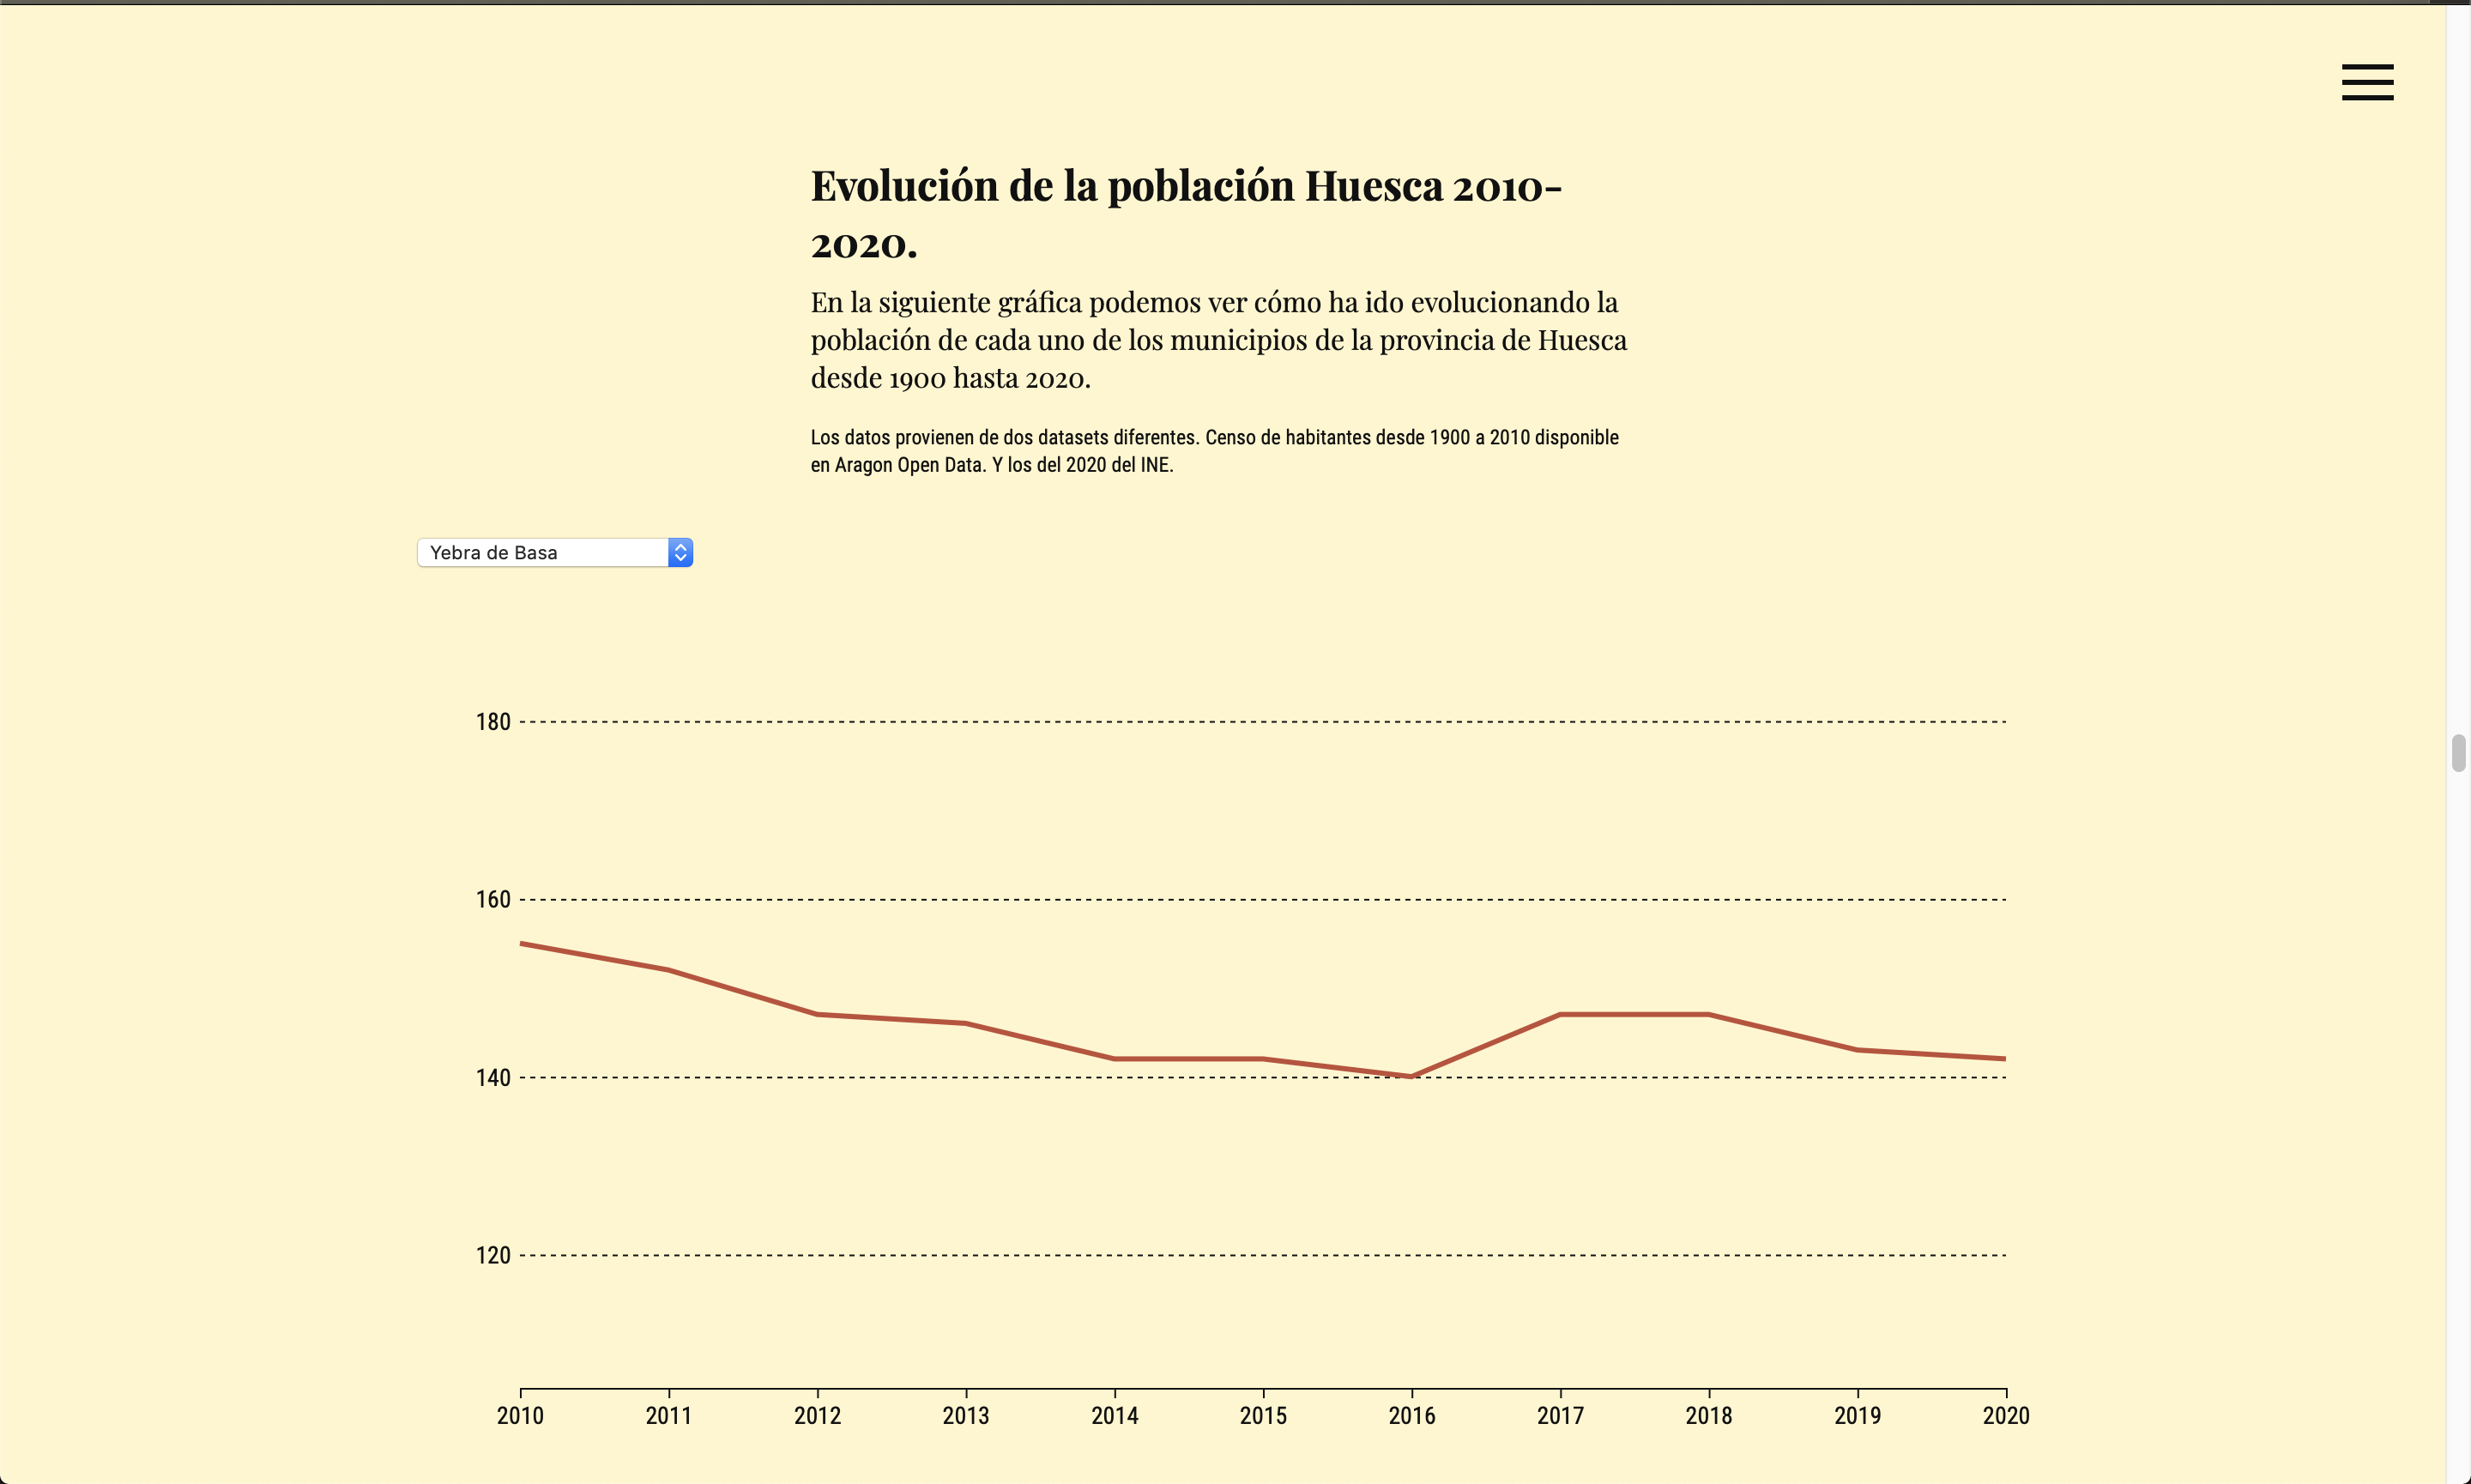 Evolución de la población Huesca 2010-
2020.
En la siguiente gráfica podemos ver cómo ha ido evolucionando la
población de cada uno de los municipios de la provincia de Huesca
desde 1900 hasta 2020.
Los datos provienen de dos datasets diferentes. Censo de habitantes desde 1900 a 2010 disponible
en Aragon Open Data. Y los del 2020 del INE.
Yebra de Basa
180
160
140
120
2010 2011 2012 2013 2014 2015 2016 2017 2018 2019 2020